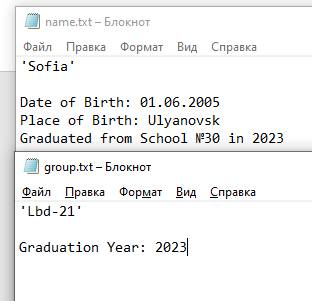 name.txt – Блокнот
Файл Правка Формат Вид Справка
'Sofia'
Date of Birth: 01.06.2005
Place of Birth: Ulyanovsk
Graduated from School №30 in 2023
group.txt – Блокнот
Файл Правка Формат Вид Справка
'Lbd-21'
Graduation Year: 2023